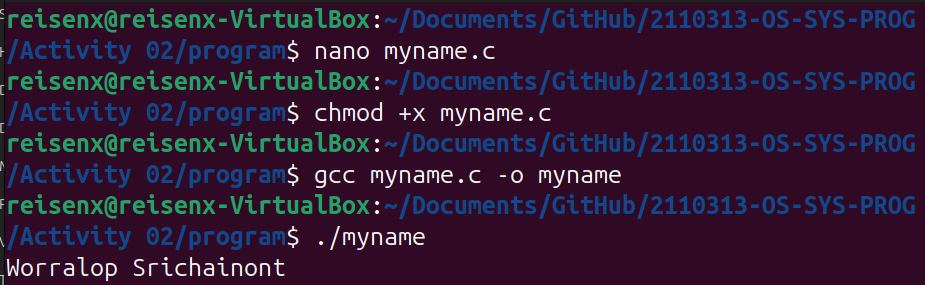 reisenx@reisenx-VirtualBox:~/Documents/GitHub/2110313-OS-SYS-PROG
/Activity 02/program$ nano myname.c
reisenx@reisenx-VirtualBox:~/Documents/GitHub/2110313-OS-SYS-PROG
/Activity 02/program$ chmod +x myname.c
reisenx@reisenx-VirtualBox:~/Documents/GitHub/2110313-OS-SYS-PROG
/Activity 02/program$ gcc myname.c -o myname
reisenx@reisenx-VirtualBox:~/Documents/GitHub/2110313-OS-SYS-PROG
/Activity 02/program$ ./myname
Worralop Srichainont